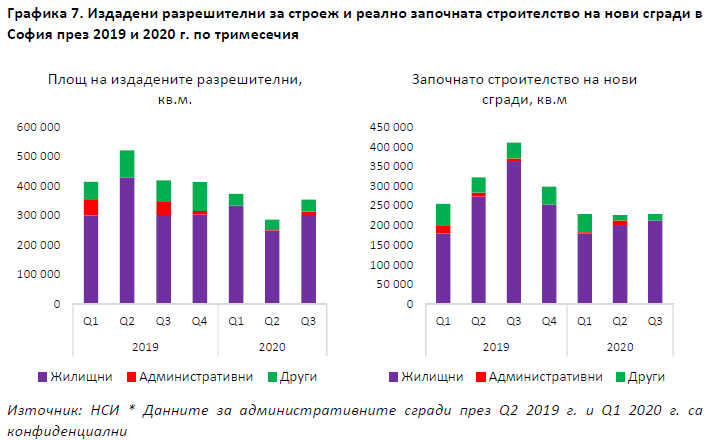 Графика 7. Издадени разрешителни за строеж и реално започната строителство на нови сгради в
София през 2019 и 2020 г. по тримесечия
Площ на издадените разрешителни,
кв.м.
600 000
500 000
400 000
300 000
200 000
100 000
0
Q1 Q2 Q3 Q4 Q1 Q2 Q3
2019 2020
Жилищни Административни Други
Започнато строителство на нови
сгради, кв.м
450 000
400 000
350 000
300 000
250 000
200 000
150 000
100 000
50 000
0
Q1 Q2 Q3 Q4 Q1 Q2 Q3
2019 2020
Жилищни Административни Други
Източник: НСИ * Данните за административните сгради през Q2 2019 г. и Q1 2020 г. са
конфиденциални